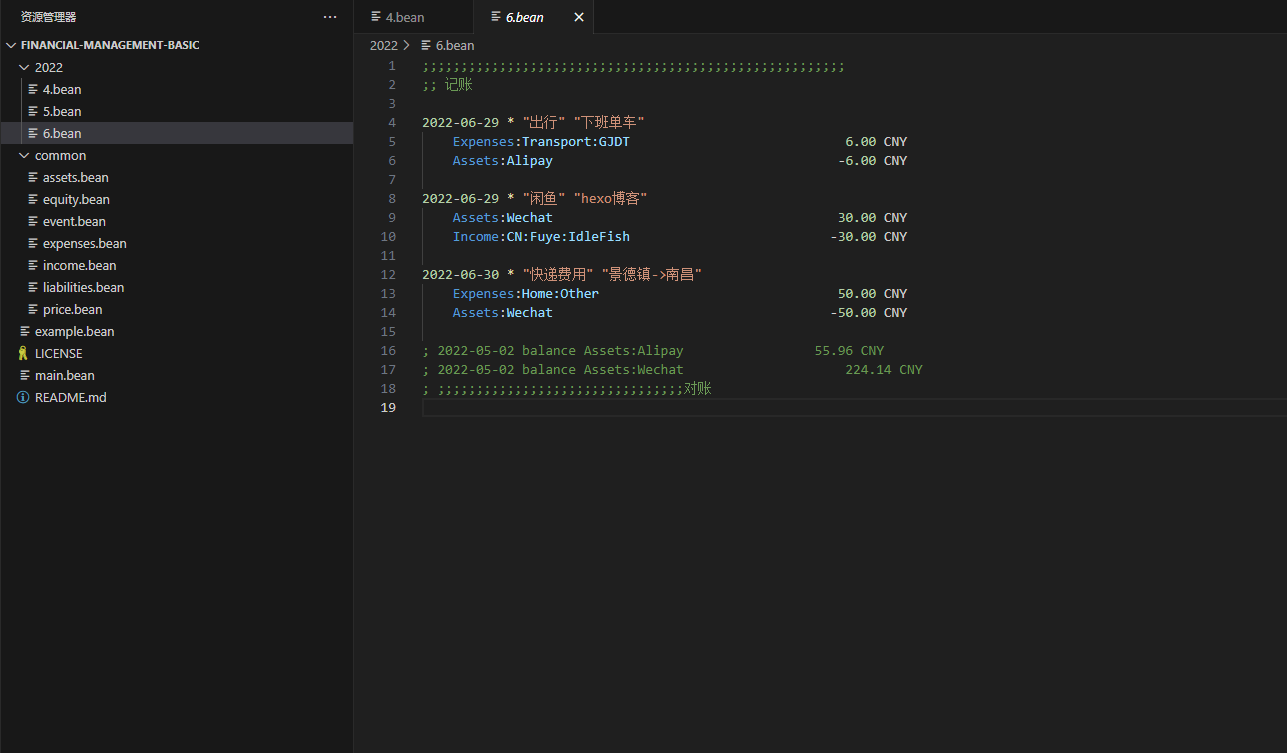 资源管理器
FINANCIAL-MANAGEMENT-BASIC
2022
4.bean
5.bean
6.bean
common
assets.bean
equity.bean
event.bean
expenses.bean
income.bean
liabilities.bean
price.bean
example.bean
LICENSE
main.bean
README.md
4.bean 6.bean
2022 > 6.bean
1 ;;;;;;;;;;;;;;;;;;;;;;;;;;;;;;;;;;;;;;;;;;;;;;;;;;;;;;;
2 ;; 记账
3
4 2022-06-29 * "出行" "下班单车"
5 Expenses:Transport:GJDT 6.00 CNY
6 Assets:Alipay -6.00 CNY
7
8 2022-06-29 * "闲鱼" "hexo博客"
9 Assets:Wechat 30.00 CNY
10 Income:CN:Fuye:IdleFish -30.00 CNY
11
12 2022-06-30 * "快递费用" "景德镇->南昌"
13 Expenses:Home:Other 50.00 CNY
14 Assets:Wechat -50.00 CNY
15
16 ; 2022-05-02 balance Assets:Alipay 55.96 CNY
17 ; 2022-05-02 balance Assets:Wechat 224.14 CNY
18 ; ;;;;;;;;;;;;;;;;;;;;;;;;;;;;;;;;对账
19